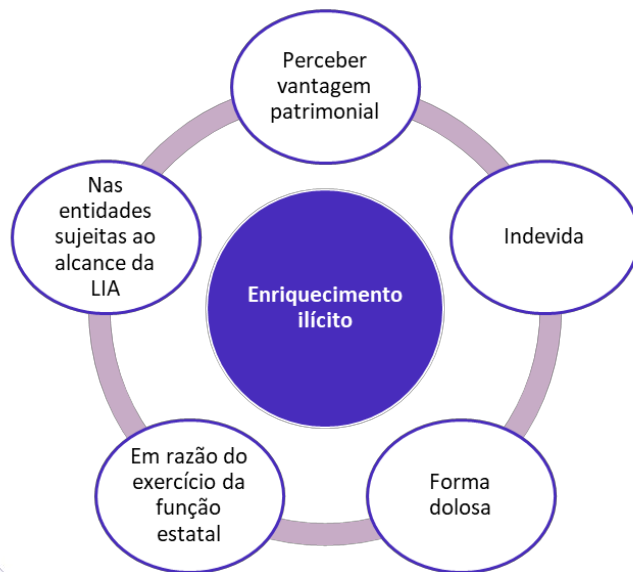 Perceber
vantagem
patrimonial
Indevida
Forma
dolosa
Em razão do
exercício da
função
estatal
Nas
entidades
sujeitas ao
alcance da
LIA
Enriquecimento
ilícito